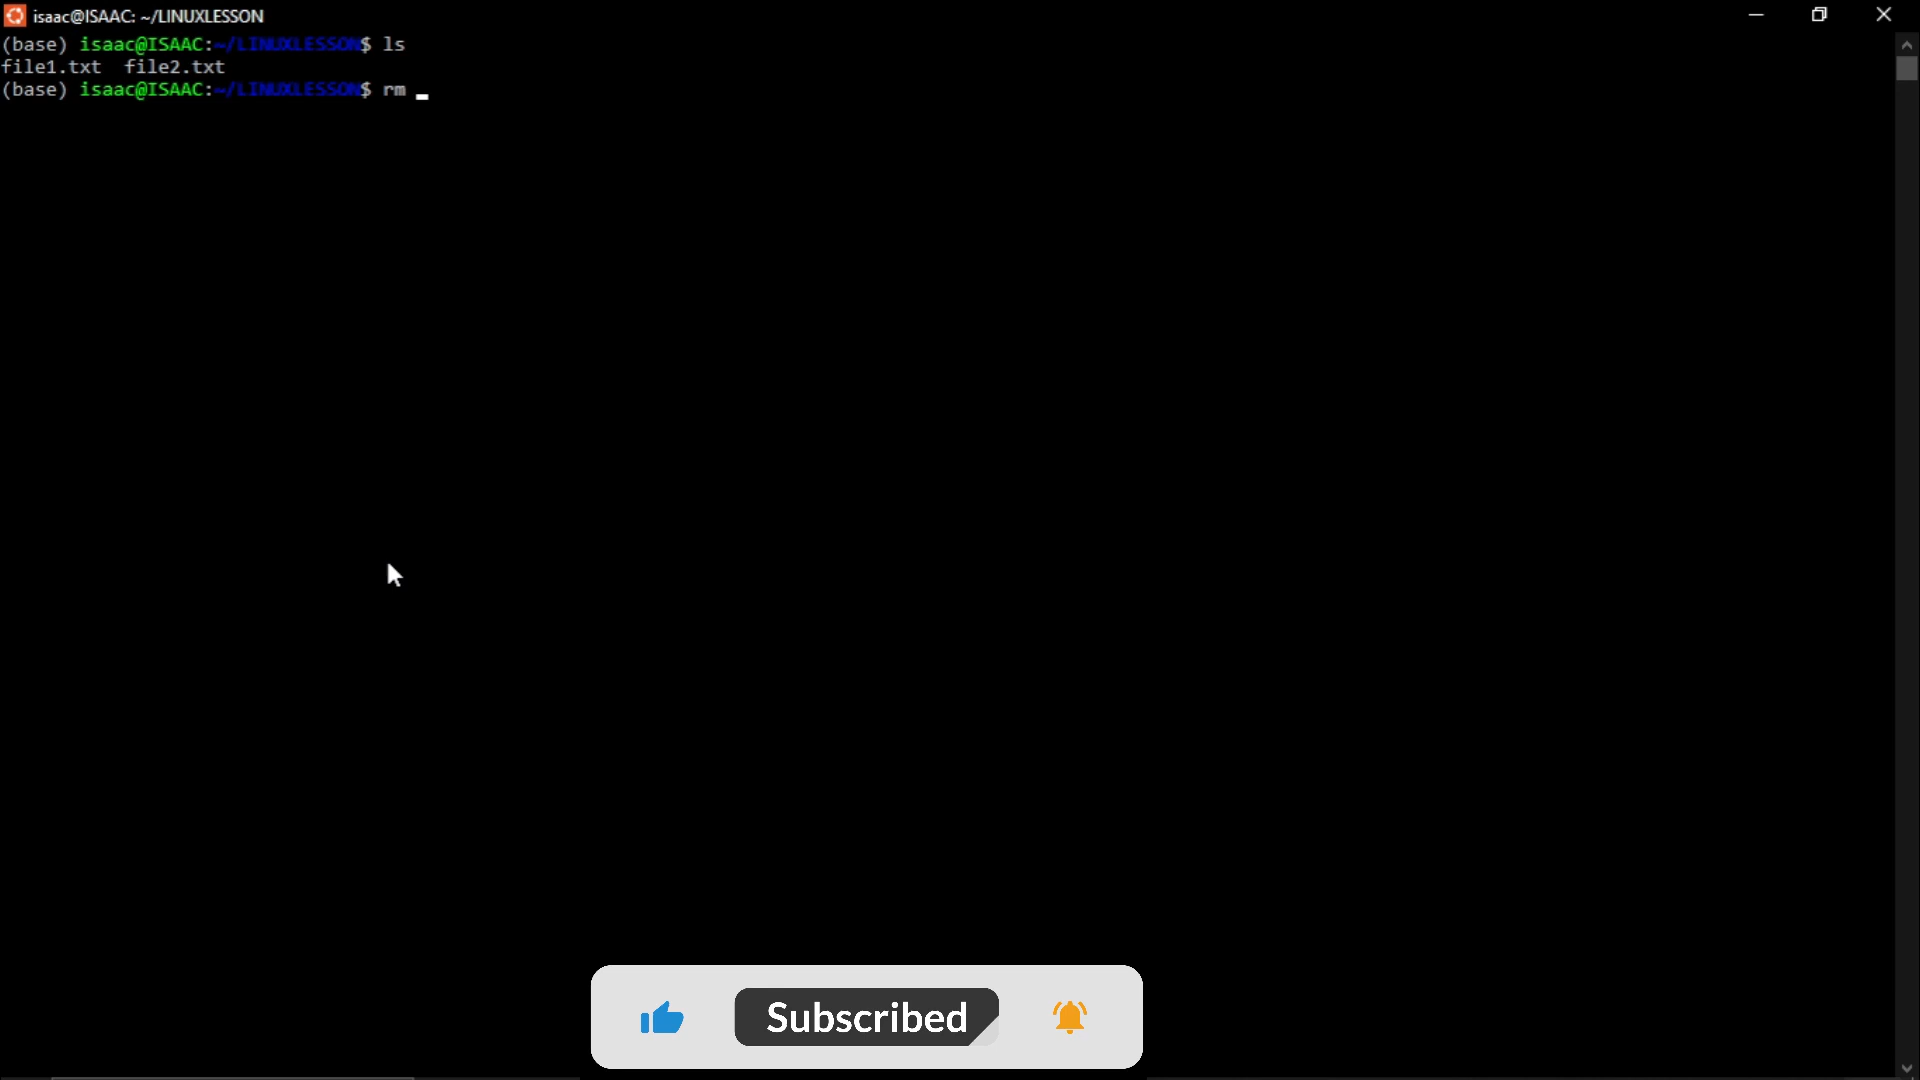 isaac@ISAAC: ~/LINUXLESSON
(base) isaac@ISAAC:~/LINUXLESSON$ ls
file1.txt  file2.txt
(base) isaac@ISAAC:~/LINUXLESSON$ rm
Subscribed